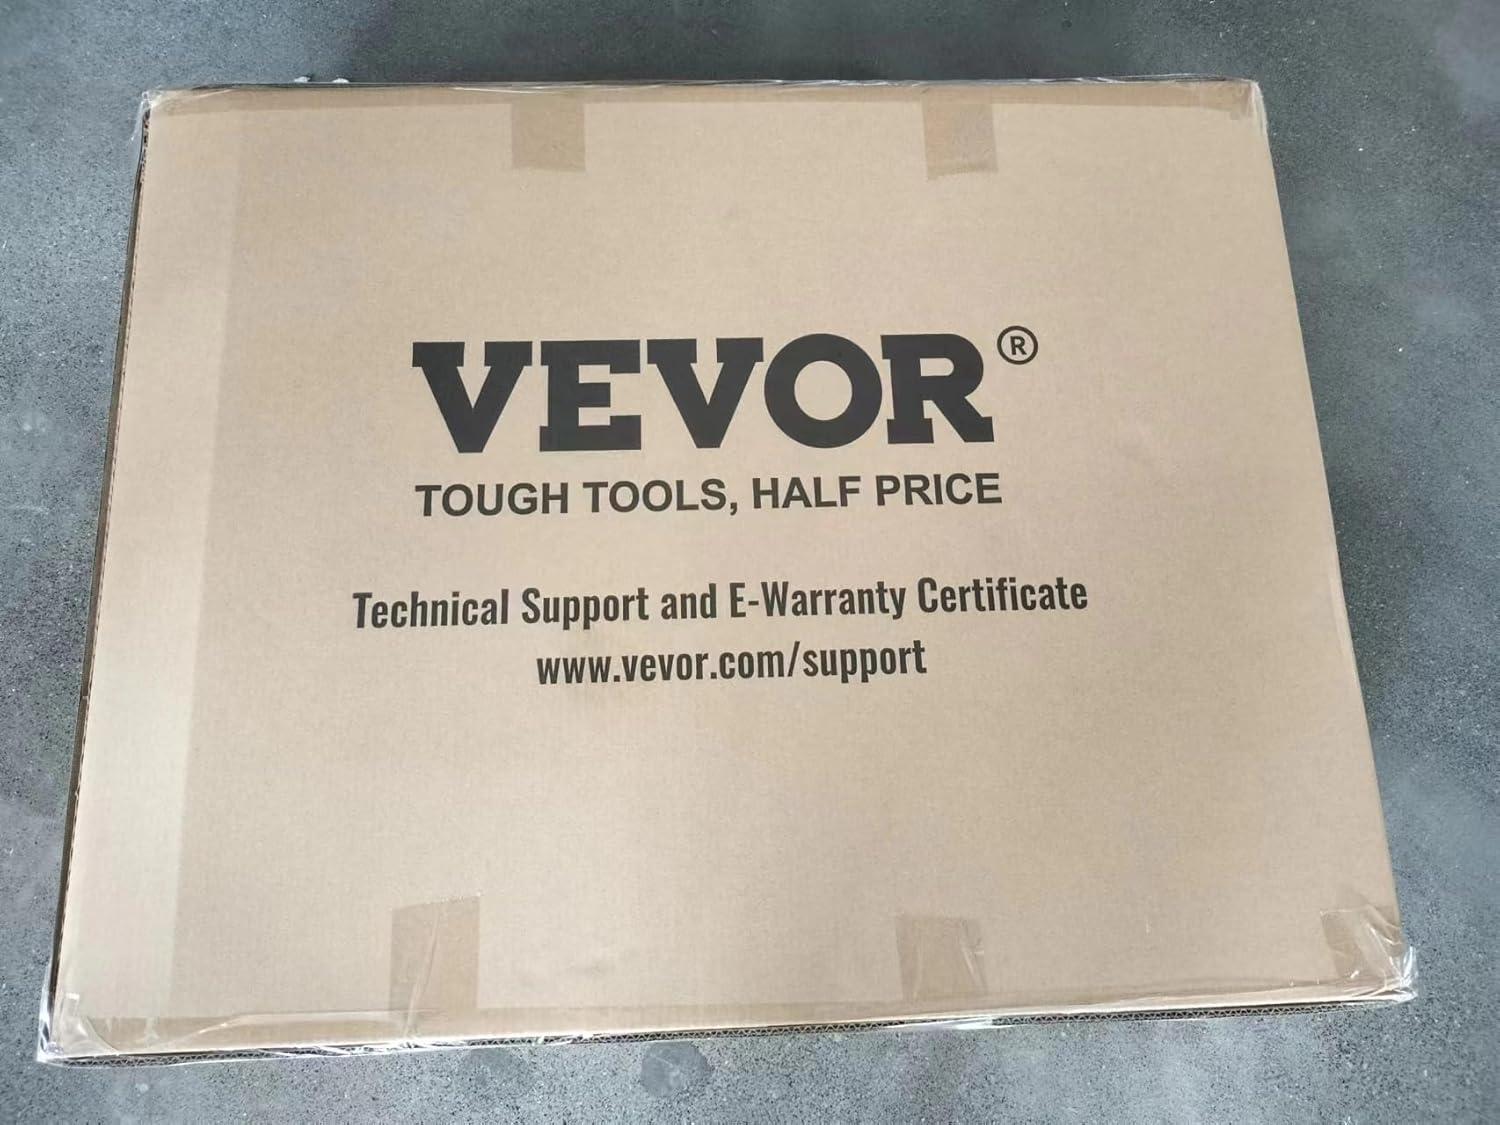 VEVOR®
TOUGH TOOLS, HALF PRICE
Technical Support and E-Warranty Certificate
www.vevor.com/support